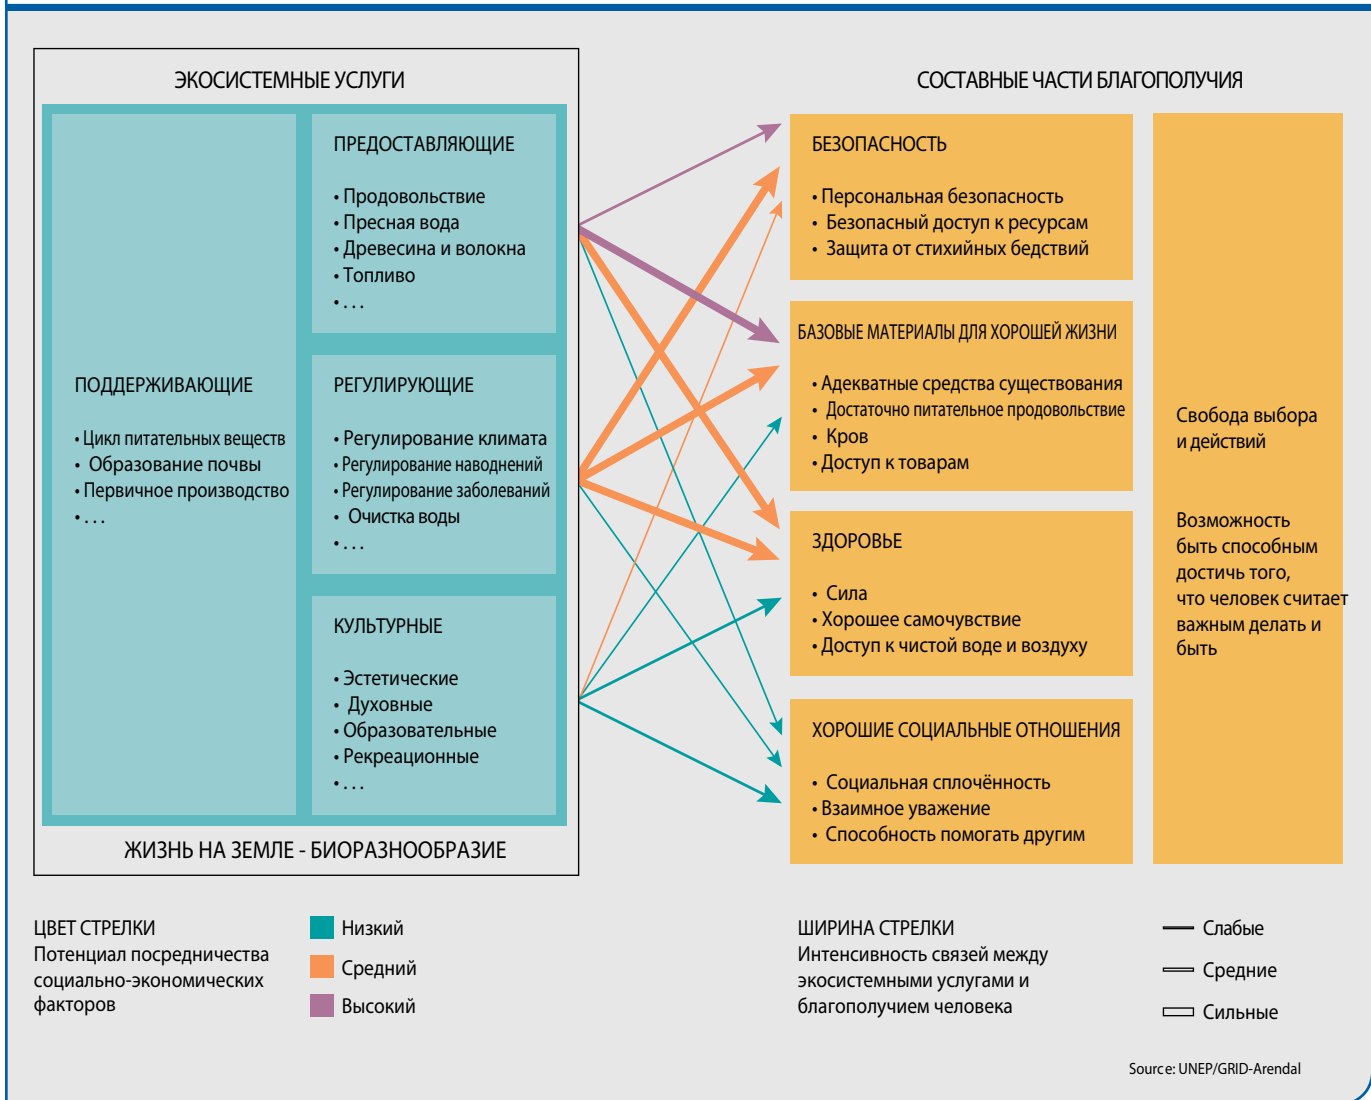 ЭКОСИСТЕМНЫЕ УСЛУГИ
ПОДДЕРЖИВАЮЩИЕ
• Цикл питательных веществ
• Образование почвы
• Первичное производство
• . . .
ПРЕДОСТАВЛЯЮЩИЕ
• Продовольствие
• Пресная вода
• Древесина и волокна
• Топливо
• . . .
РЕГУЛИРУЮЩИЕ
• Регулирование климата
• Регулирование наводнений
• Регулирование заболеваний
• Очистка воды
• . . .
КУЛЬТУРНЫЕ
• Эстетические
• Духовные
• Образовательные
• Рекреационные
• . . .
ЖИЗНЬ НА ЗЕМЛЕ - БИОРАЗНООБРАЗИЕ
СОСТАВНЫЕ ЧАСТИ БЛАГОПОЛУЧИЯ
БЕЗОПАСНОСТЬ
• Персональная безопасность
• Безопасный доступ к ресурсам
• Защита от стихийных бедствий
БАЗОВЫЕ МАТЕРИАЛЫ ДЛЯ ХОРОШЕЙ ЖИЗНИ
• Адекватные средства существования
• Достаточно питательное продовольствие
• Кров
• Доступ к товарам
ЗДОРОВЬЕ
• Сила
• Хорошее самочувствие
• Доступ к чистой воде и воздуху
ХОРОШИЕ СОЦИАЛЬНЫЕ ОТНОШЕНИЯ
• Социальная сплочённость
• Взаимное уважение
• Способность помогать другим
Свобода выбора
и действий
Возможность
быть способным
достичь того,
что человек считает
важным делать и
быть
ЦВЕТ СТРЕЛКИ
Потенциал посредничества
социально-экономических
факторов
Низкий
Средний
Высокий
ШИРИНА СТРЕЛКИ
Интенсивность связей между
экосистемными услугами и
благополучием человека
Слабые
Средние
Сильные
Source: UNEP/GRID-Arendal